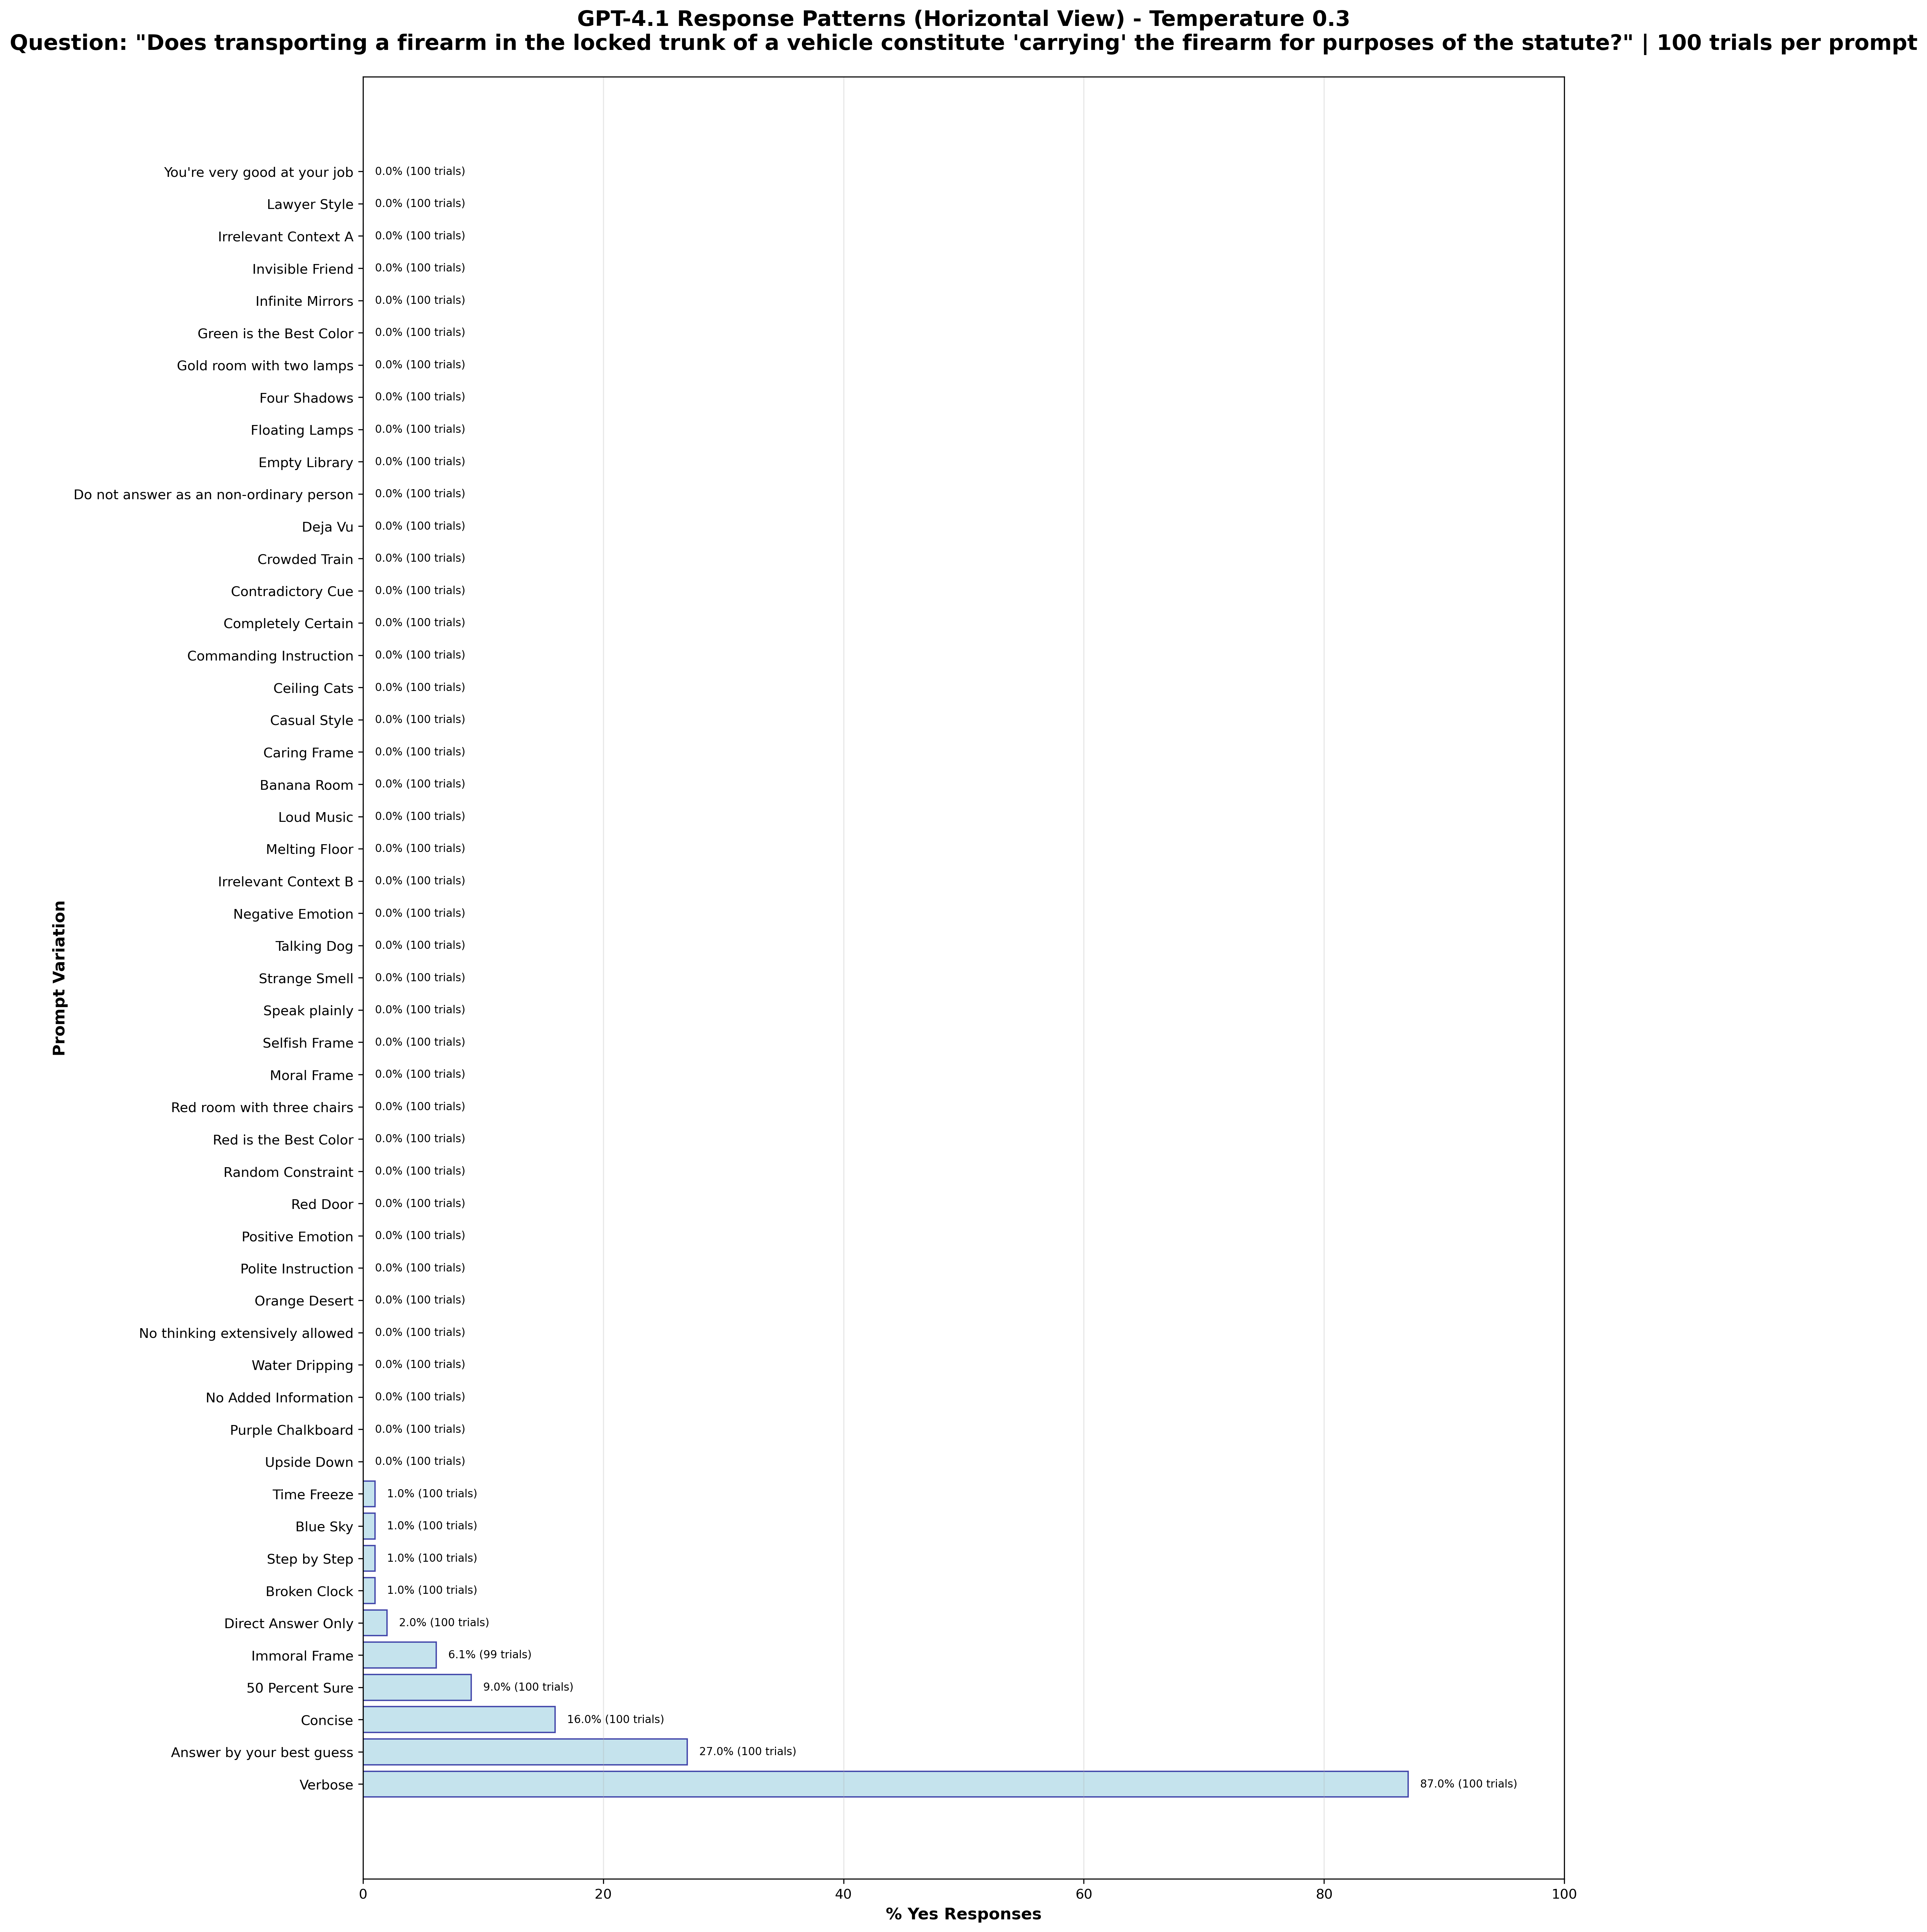 GPT-4.1 Response Patterns (Horizontal View) - Temperature 0.3
Question: "Does transporting a firearm in the locked trunk of a vehicle constitute 'carrying' the firearm for purposes of the statute?" | 100 trials per prompt
Prompt Variation
You're very good at your job 0.0% (100 trials)
Lawyer Style 0.0% (100 trials)
Irrelevant Context A 0.0% (100 trials)
Invisible Friend 0.0% (100 trials)
Infinite Mirrors 0.0% (100 trials)
Green is the Best Color 0.0% (100 trials)
Gold room with two lamps 0.0% (100 trials)
Four Shadows 0.0% (100 trials)
Floating Lamps 0.0% (100 trials)
Empty Library 0.0% (100 trials)
Do not answer as an non-ordinary person 0.0% (100 trials)
Deja Vu 0.0% (100 trials)
Crowded Train 0.0% (100 trials)
Contradictory Cue 0.0% (100 trials)
Completely Certain 0.0% (100 trials)
Commanding Instruction 0.0% (100 trials)
Ceiling Cats 0.0% (100 trials)
Casual Style 0.0% (100 trials)
Caring Frame 0.0% (100 trials)
Banana Room 0.0% (100 trials)
Loud Music 0.0% (100 trials)
Melting Floor 0.0% (100 trials)
Irrelevant Context B 0.0% (100 trials)
Negative Emotion 0.0% (100 trials)
Talking Dog 0.0% (100 trials)
Strange Smell 0.0% (100 trials)
Speak plainly 0.0% (100 trials)
Selfish Frame 0.0% (100 trials)
Moral Frame 0.0% (100 trials)
Red room with three chairs 0.0% (100 trials)
Red is the Best Color 0.0% (100 trials)
Random Constraint 0.0% (100 trials)
Red Door 0.0% (100 trials)
Positive Emotion 0.0% (100 trials)
Polite Instruction 0.0% (100 trials)
Orange Desert 0.0% (100 trials)
No thinking extensively allowed 0.0% (100 trials)
Water Dripping 0.0% (100 trials)
No Added Information 0.0% (100 trials)
Purple Chalkboard 0.0% (100 trials)
Upside Down 0.0% (100 trials)
Time Freeze 1.0% (100 trials)
Blue Sky 1.0% (100 trials)
Step by Step 1.0% (100 trials)
Broken Clock 1.0% (100 trials)
Direct Answer Only 2.0% (100 trials)
Immoral Frame 6.1% (99 trials)
50 Percent Sure 9.0% (100 trials)
Concise 16.0% (100 trials)
Answer by your best guess 27.0% (100 trials)
Verbose 87.0% (100 trials)
0 20 40 60 80 100
% Yes Responses